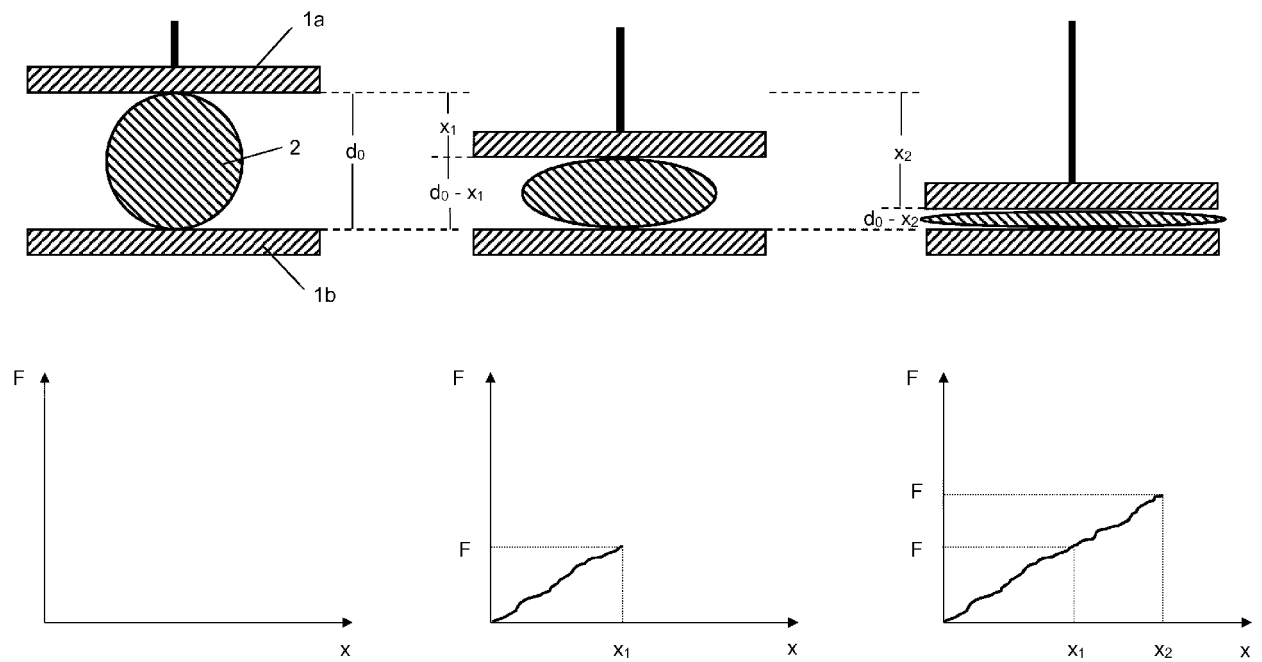 1a
2
1b
d₀
x₁
d₀ - x₁
x₂
d₀ - x₂
F
x
F
F
x₁
x
F
F
F
x₁
x₂
x